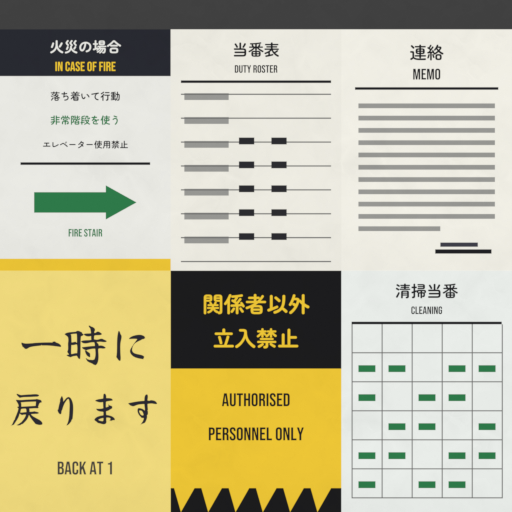 火災の場合
IN CASE OF FIRE
落ち着いて行動
非常階段を使う
エレベーター使用禁止
FIRE STAIR
当番表
DUTY ROSTER
連絡
MEMO
一時に
戻ります
BACK AT 1
関係者以外
立入禁止
AUTHORISED
PERSONNEL ONLY
清掃当番
CLEANING